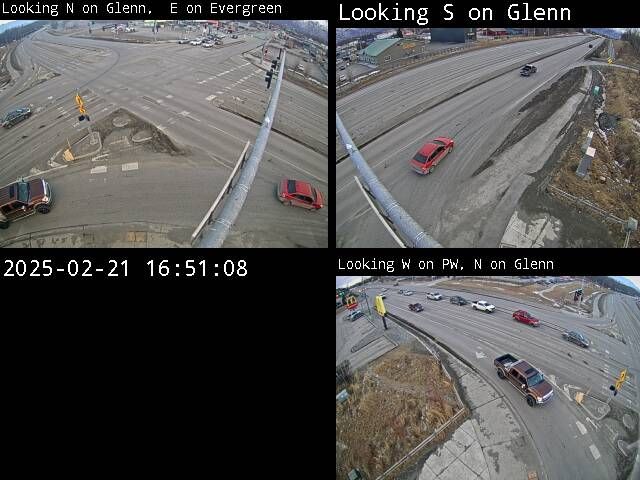 Looking N on Glenn,  E on Evergreen
Looking S on Glenn
2025-02-21 16:51:08
Looking W on PW, N on Glenn